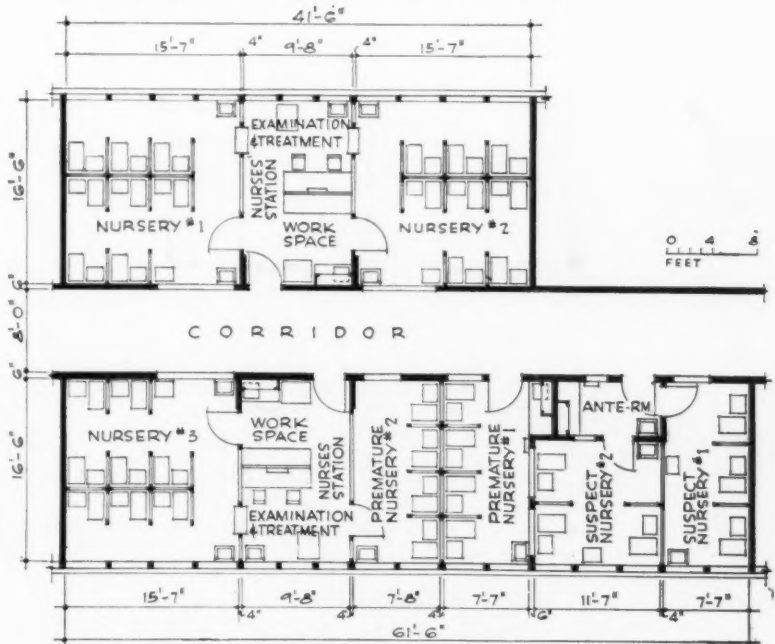 41'-6"
15'-7" 4" 9'-8" 4" 15'-7"
EXAMINATION
& TREATMENT
NURSES
STATION
16'-6"
NURSERY #1
WORK
SPACE
NURSERY #2
0 4 8
FEET
6"
8'-0"
CORRIDOR
6"
NURSERY #3
WORK
SPACE
NURSES
STATION
PREMATURE
NURSERY #2
PREMATURE
NURSERY #1
ANTE-RM
SUSPECT
NURSERY #2
SUSPECT
NURSERY #1
16'-6"
EXAMINATION
& TREATMENT
15'-7" 4" 9'-8" 4" 7'-8" 4" 7'-7" 6" 11'-7" 4" 7'-7"
61'-6"